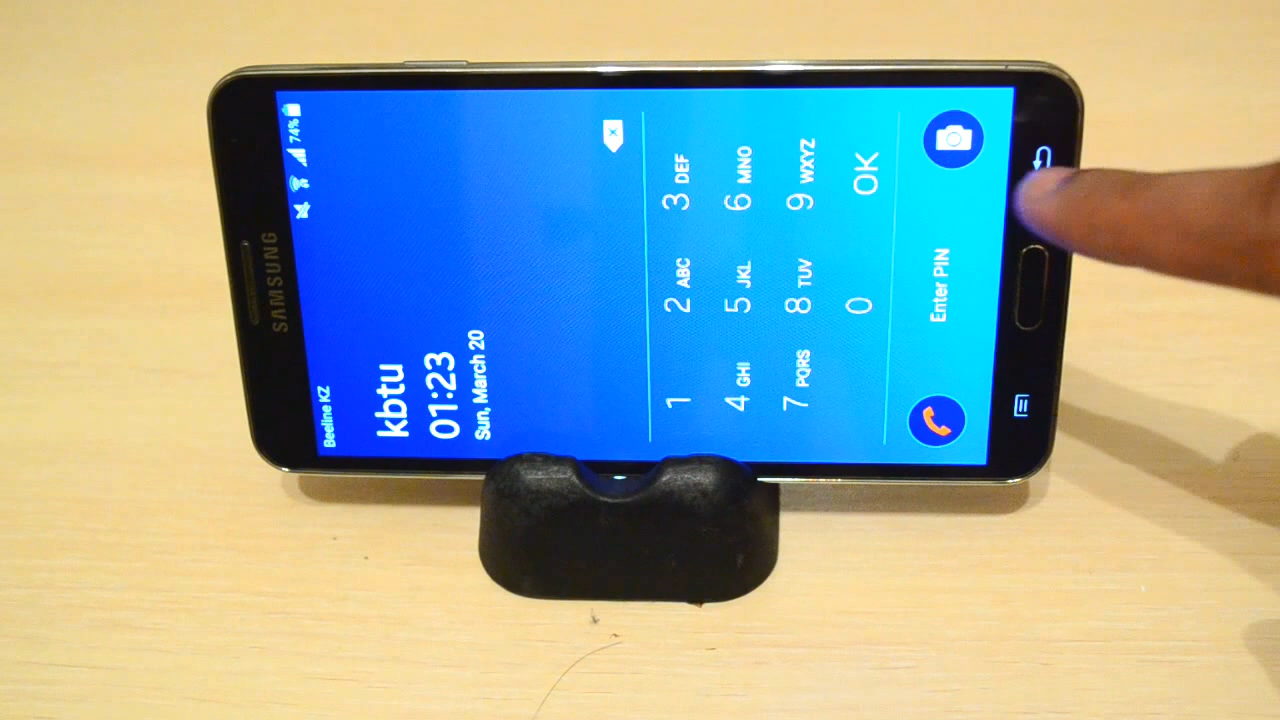 SAMSUNG
Beeline KZ 74%
kbtu
01:23
Sun, March 20
1 2 ABC 3 DEF
4 GHI 5 JKL 6 MNO
7 PQRS 8 TUV 9 WXYZ
0 OK
Enter PIN